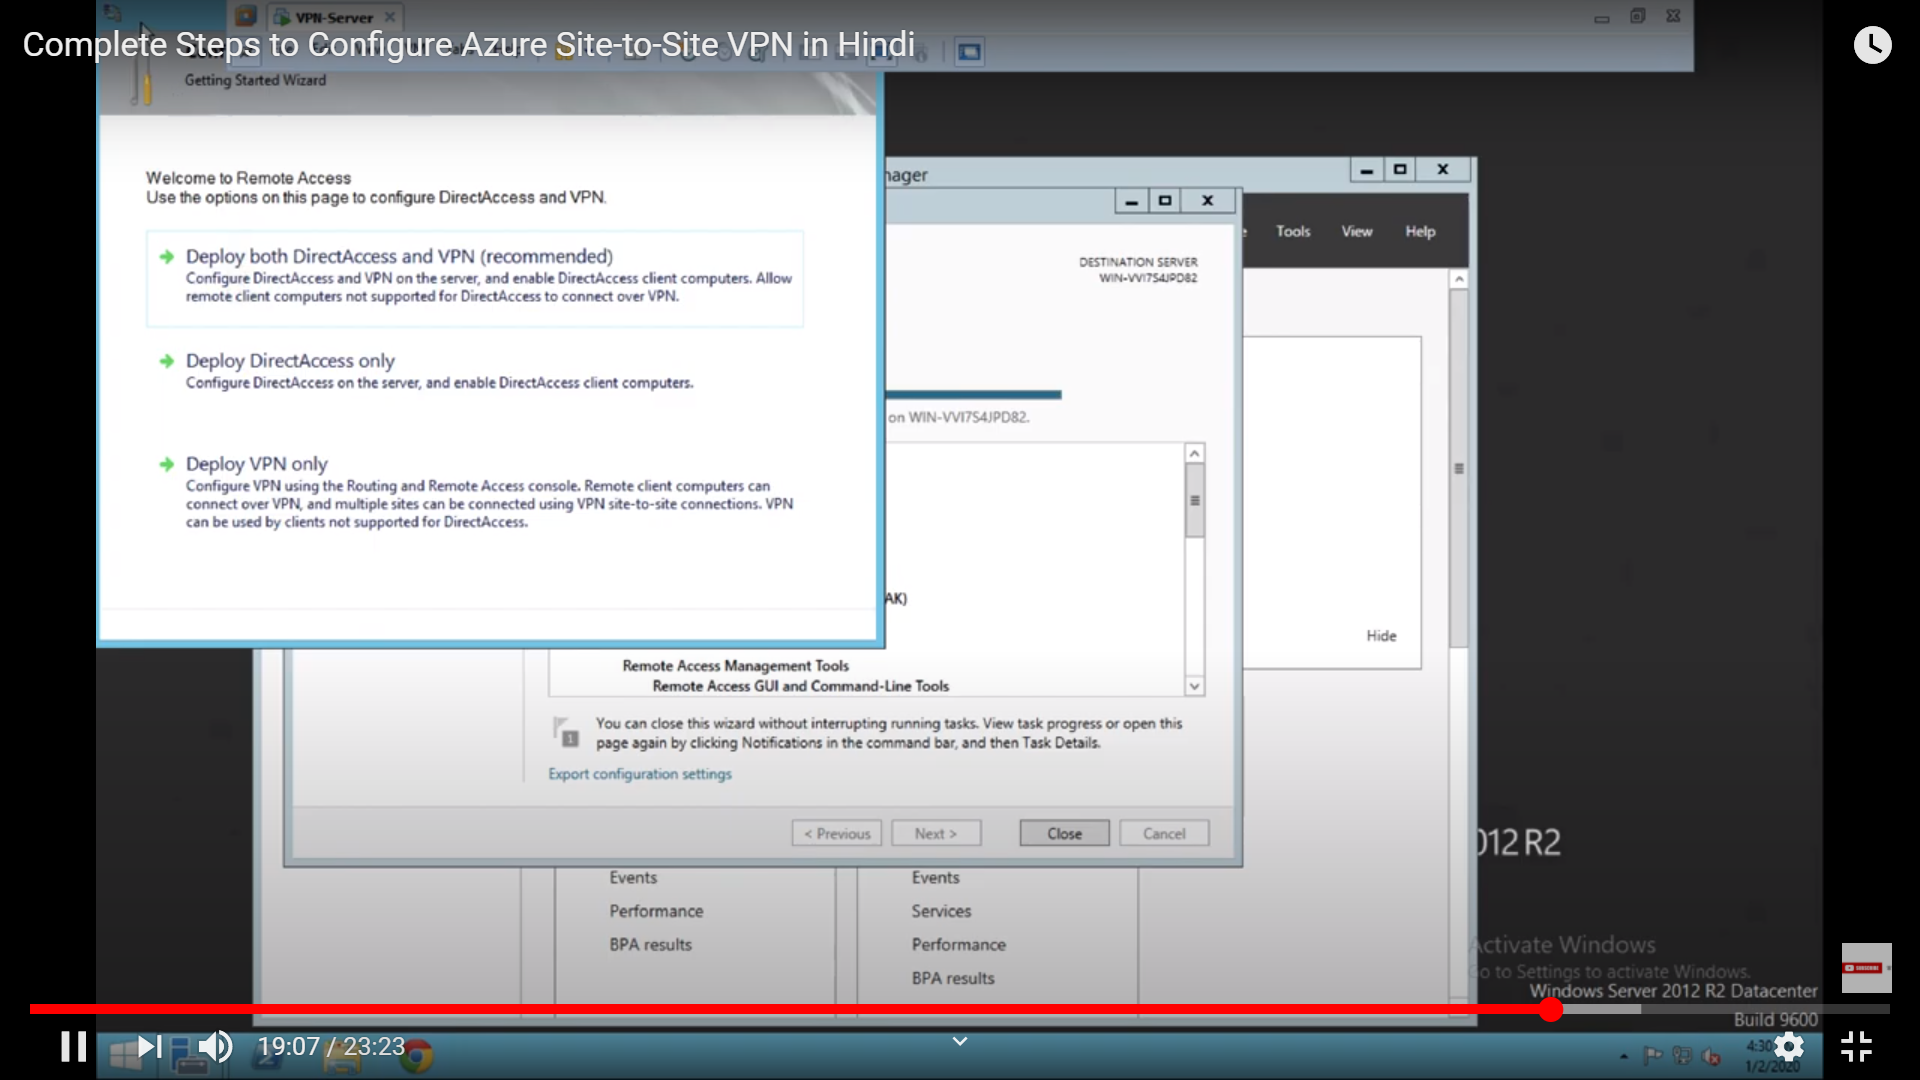 VPN-Server
Complete Steps to Configure Azure Site-to-Site VPN in Hindi
Getting Started Wizard
Welcome to Remote Access
Use the options on this page to configure DirectAccess and VPN.
Deploy both DirectAccess and VPN (recommended)
Configure DirectAccess and VPN on the server, and enable DirectAccess client computers. Allow
remote client computers not supported for DirectAccess to connect over VPN.
Deploy DirectAccess only
Configure DirectAccess on the server, and enable DirectAccess client computers.
Deploy VPN only
Configure VPN using the Routing and Remote Access console. Remote client computers can
connect over VPN, and multiple sites can be connected using VPN site-to-site connections. VPN
can be used by clients not supported for DirectAccess.
nager
Tools View Help
DESTINATION SERVER
WIN-VVI7S4JPD82
on WIN-VVI7S4JPD82.
AK)
Hide
Remote Access Management Tools
Remote Access GUI and Command-Line Tools
1
You can close this wizard without interrupting running tasks. View task progress or open this
page again by clicking Notifications in the command bar, and then Task Details.
Export configuration settings
< Previous Next > Close Cancel
Events
Performance
BPA results
Events
Services
Performance
BPA results
012 R2
Activate Windows
Go to Settings to activate Windows.
Windows Server 2012 R2 Datacenter
Build 9600
SUBSCRIBE
19:07 / 23:23
4:30
1/2/2020